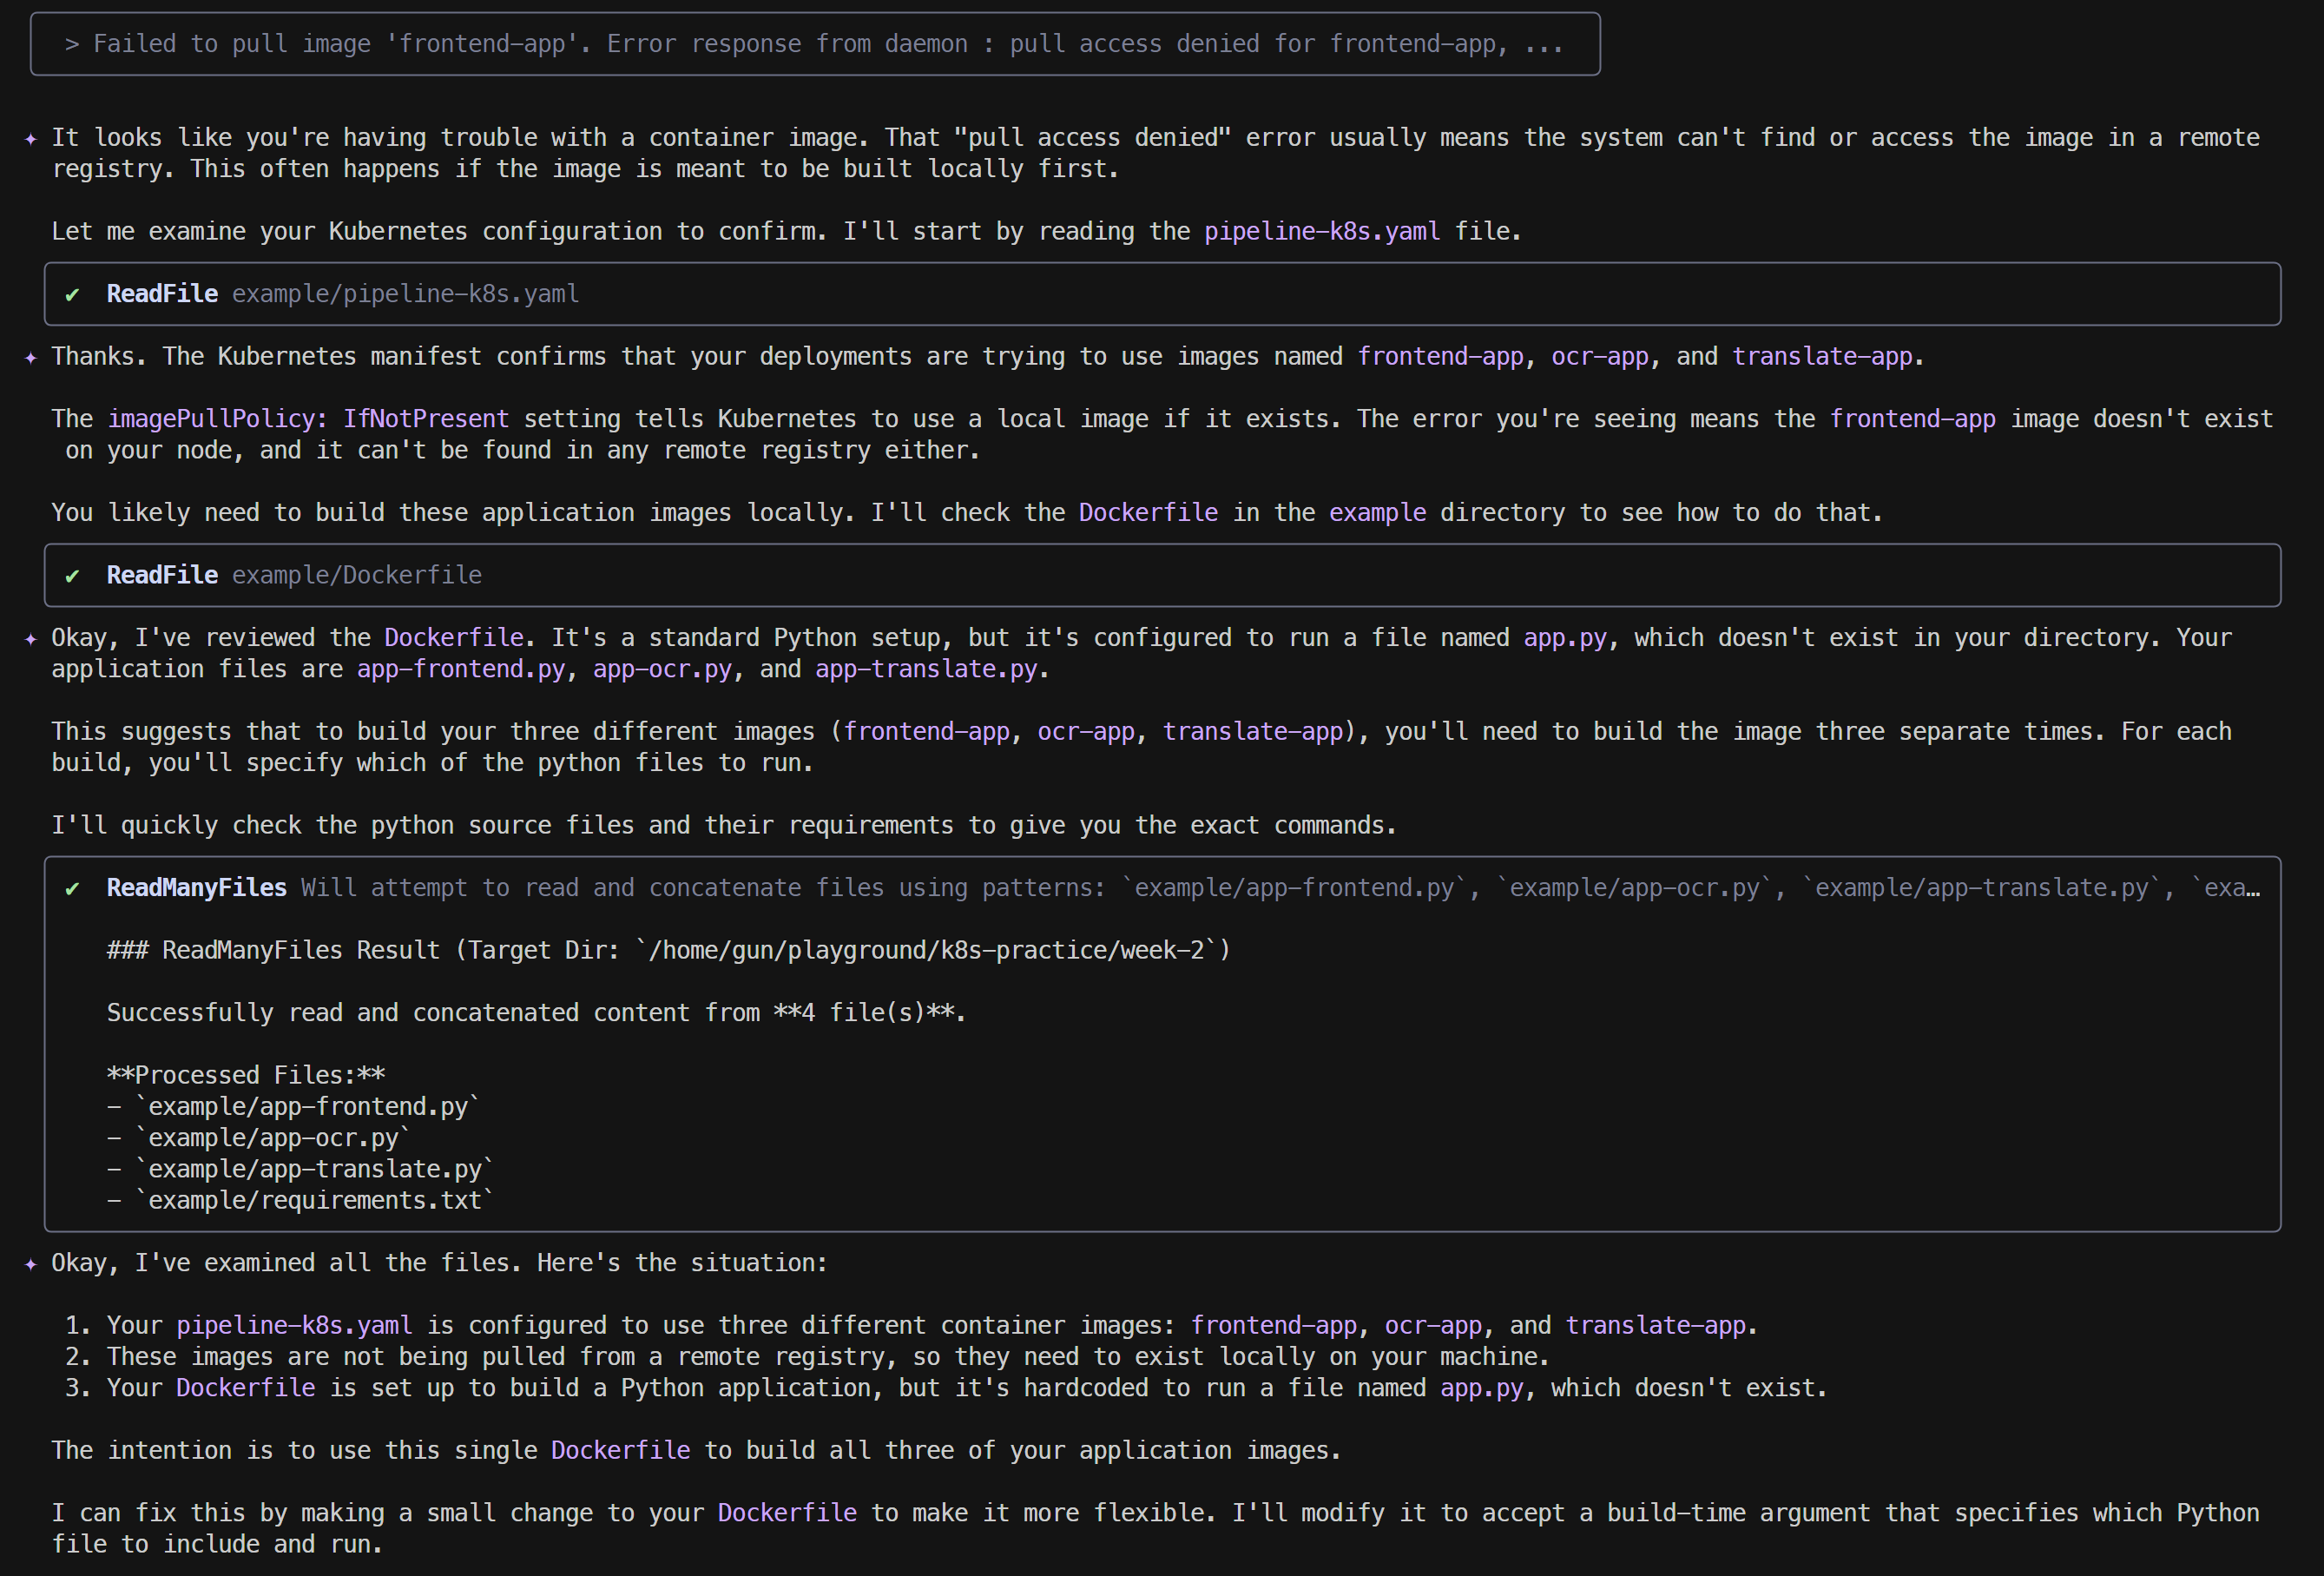 > Failed to pull image 'frontend-app'. Error response from daemon : pull access denied for frontend-app, ...
✦ It looks like you're having trouble with a container image. That "pull access denied" error usually means the system can't find or access the image in a remote
registry. This often happens if the image is meant to be built locally first.
Let me examine your Kubernetes configuration to confirm. I'll start by reading the pipeline-k8s.yaml file.
✔ ReadFile example/pipeline-k8s.yaml
✦ Thanks. The Kubernetes manifest confirms that your deployments are trying to use images named frontend-app, ocr-app, and translate-app.
The imagePullPolicy: IfNotPresent setting tells Kubernetes to use a local image if it exists. The error you're seeing means the frontend-app image doesn't exist
on your node, and it can't be found in any remote registry either.
You likely need to build these application images locally. I'll check the Dockerfile in the example directory to see how to do that.
✔ ReadFile example/Dockerfile
✦ Okay, I've reviewed the Dockerfile. It's a standard Python setup, but it's configured to run a file named app.py, which doesn't exist in your directory. Your
application files are app-frontend.py, app-ocr.py, and app-translate.py.
This suggests that to build your three different images (frontend-app, ocr-app, translate-app), you'll need to build the image three separate times. For each
build, you'll specify which of the python files to run.
I'll quickly check the python source files and their requirements to give you the exact commands.
✔ ReadManyFiles Will attempt to read and concatenate files using patterns: `example/app-frontend.py`, `example/app-ocr.py`, `example/app-translate.py`, `exa…
### ReadManyFiles Result (Target Dir: `/home/gun/playground/k8s-practice/week-2`)
Successfully read and concatenated content from **4 file(s)**.
**Processed Files:**
- `example/app-frontend.py`
- `example/app-ocr.py`
- `example/app-translate.py`
- `example/requirements.txt`
✦ Okay, I've examined all the files. Here's the situation:
1. Your pipeline-k8s.yaml is configured to use three different container images: frontend-app, ocr-app, and translate-app.
2. These images are not being pulled from a remote registry, so they need to exist locally on your machine.
3. Your Dockerfile is set up to build a Python application, but it's hardcoded to run a file named app.py, which doesn't exist.
The intention is to use this single Dockerfile to build all three of your application images.
I can fix this by making a small change to your Dockerfile to make it more flexible. I'll modify it to accept a build-time argument that specifies which Python
file to include and run.